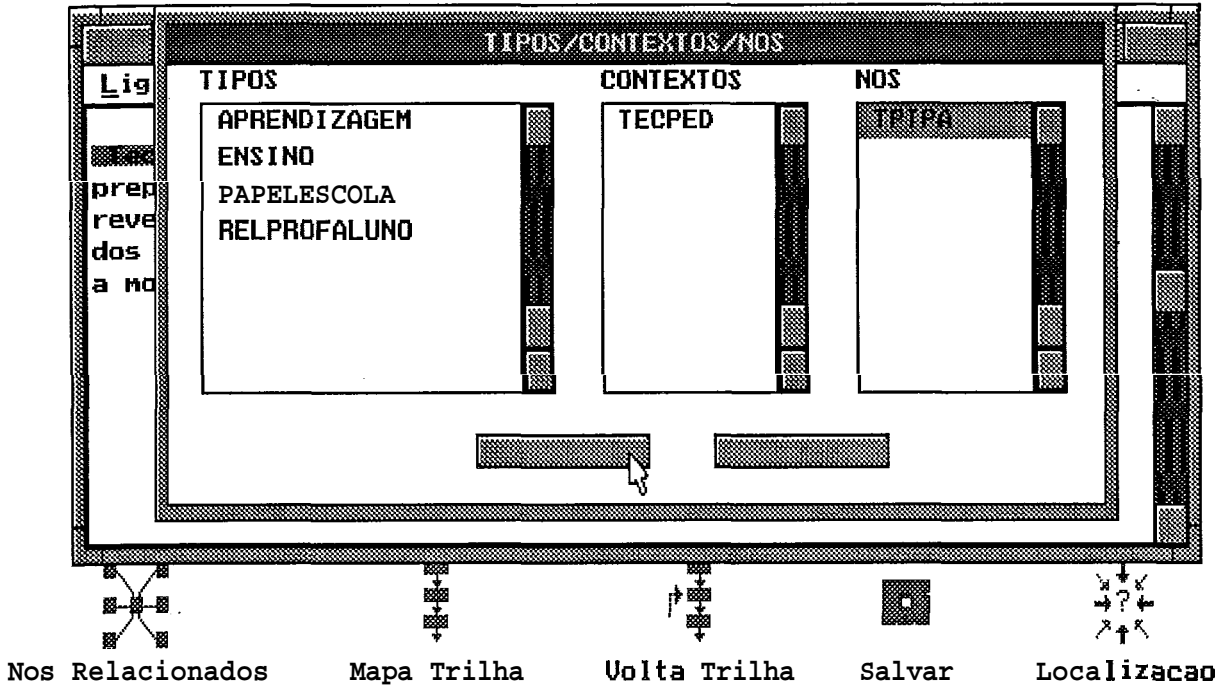 TIPOS/CONTEXTOS/NOS
Lig
TIPOS CONTEXTOS NOS
APRENDIZAGEM TECPED TPIPA
ENSINO
PAPELESCOLA
RELPROFALUNO
Tec
prep
reve
dos
a mo
Nos Relacionados Mapa Trilha Volta Trilha Salvar Localizacao
?